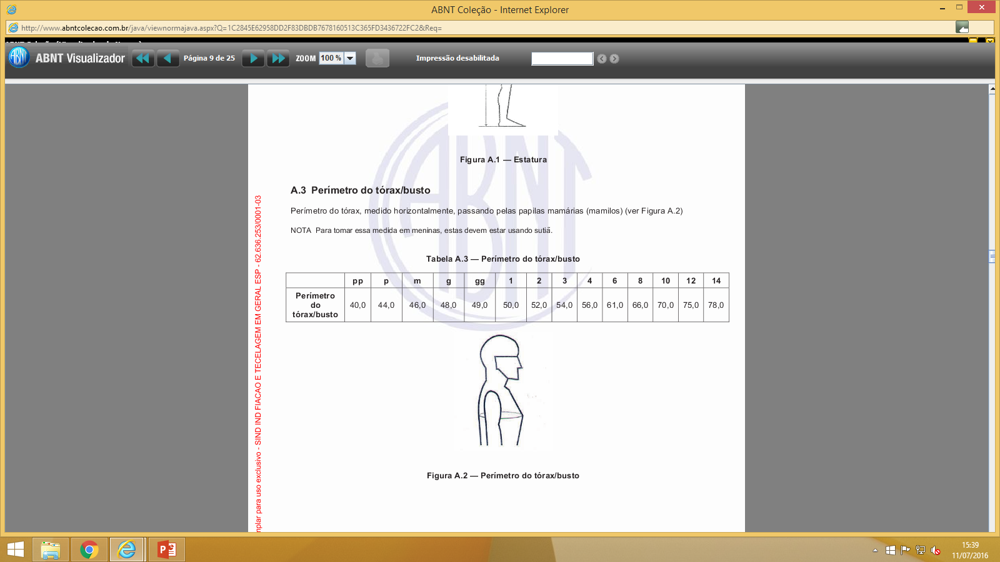 ABNT Coleção - Internet Explorer
http://www.abntcolecao.com.br/java/viewnormajava.aspx?Q=1C2845E62958DD2F83DBDB7678160513C365FD3436722FC2&Req=
ABNT Visualizador
Página 9 de 25
ZOOM
100 %
Impressão desabilitada
ABNT
Figura A.1 — Estatura
A.3 Perímetro do tórax/busto
Perímetro do tórax, medido horizontalmente, passando pelas papilas mamárias (mamilos) (ver Figura A.2)
NOTA Para tomar essa medida em meninas, estas devem estar usando sutiã.
Tabela A.3 — Perímetro do tórax/busto
pp p m g gg 1 2 3 4 6 8 10 12 14
Perímetro
do
tórax/busto
40,0 44,0 46,0 48,0 49,0 50,0 52,0 54,0 56,0 61,0 66,0 70,0 75,0 78,0
Figura A.2 — Perímetro do tórax/busto
mplar para uso exclusivo - SIND IND FIACAO E TECELAGEM EM GERAL ESP - 62.636.253/0001-03
15:39
11/07/2016